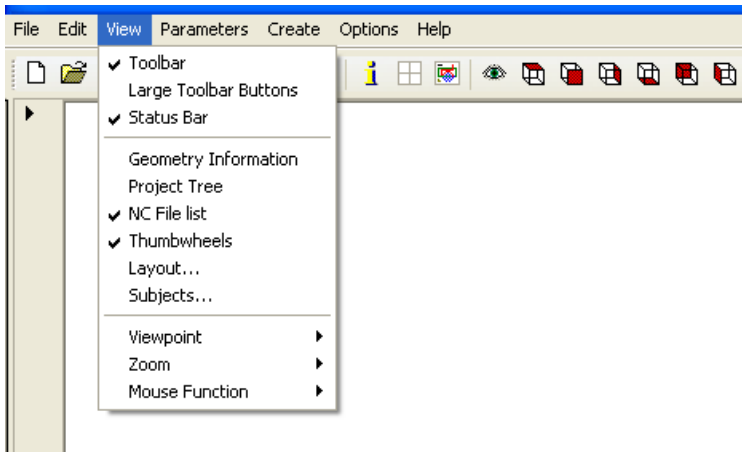 File Edit View Parameters Create Options Help
Toolbar
Large Toolbar Buttons
Status Bar
Geometry Information
Project Tree
NC File list
Thumbwheels
Layout...
Subjects...
Viewpoint
Zoom
Mouse Function